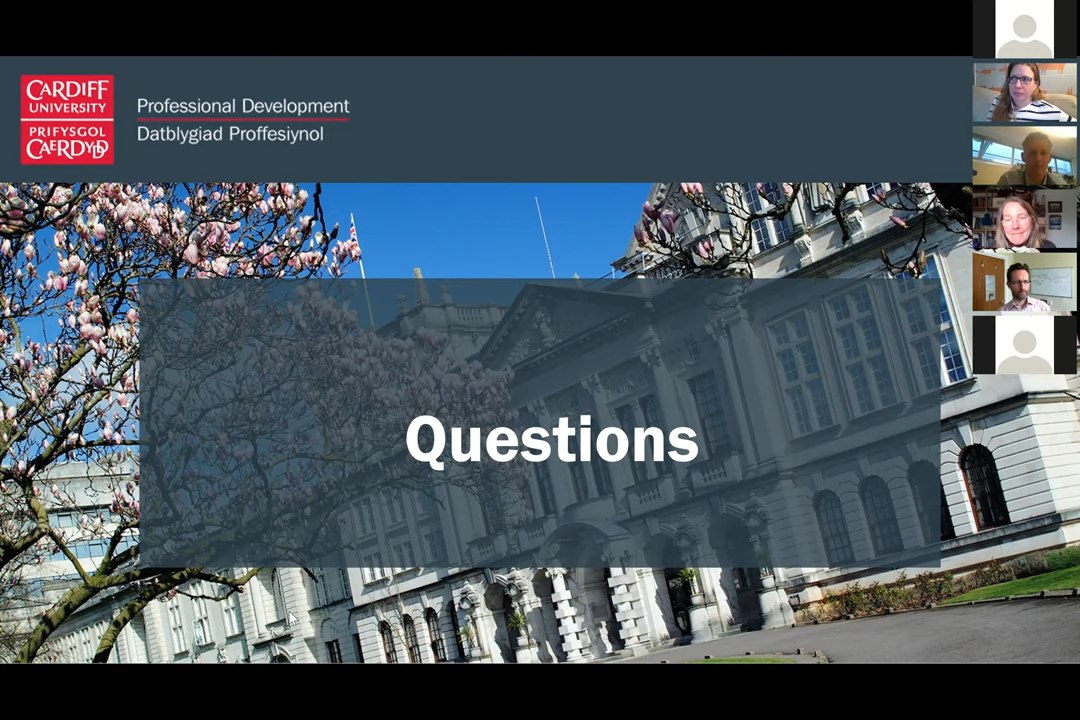 CARDIFF
UNIVERSITY
PRIFYSGOL
CAERDYDD
Professional Development
Datblygiad Proffesiynol
Questions